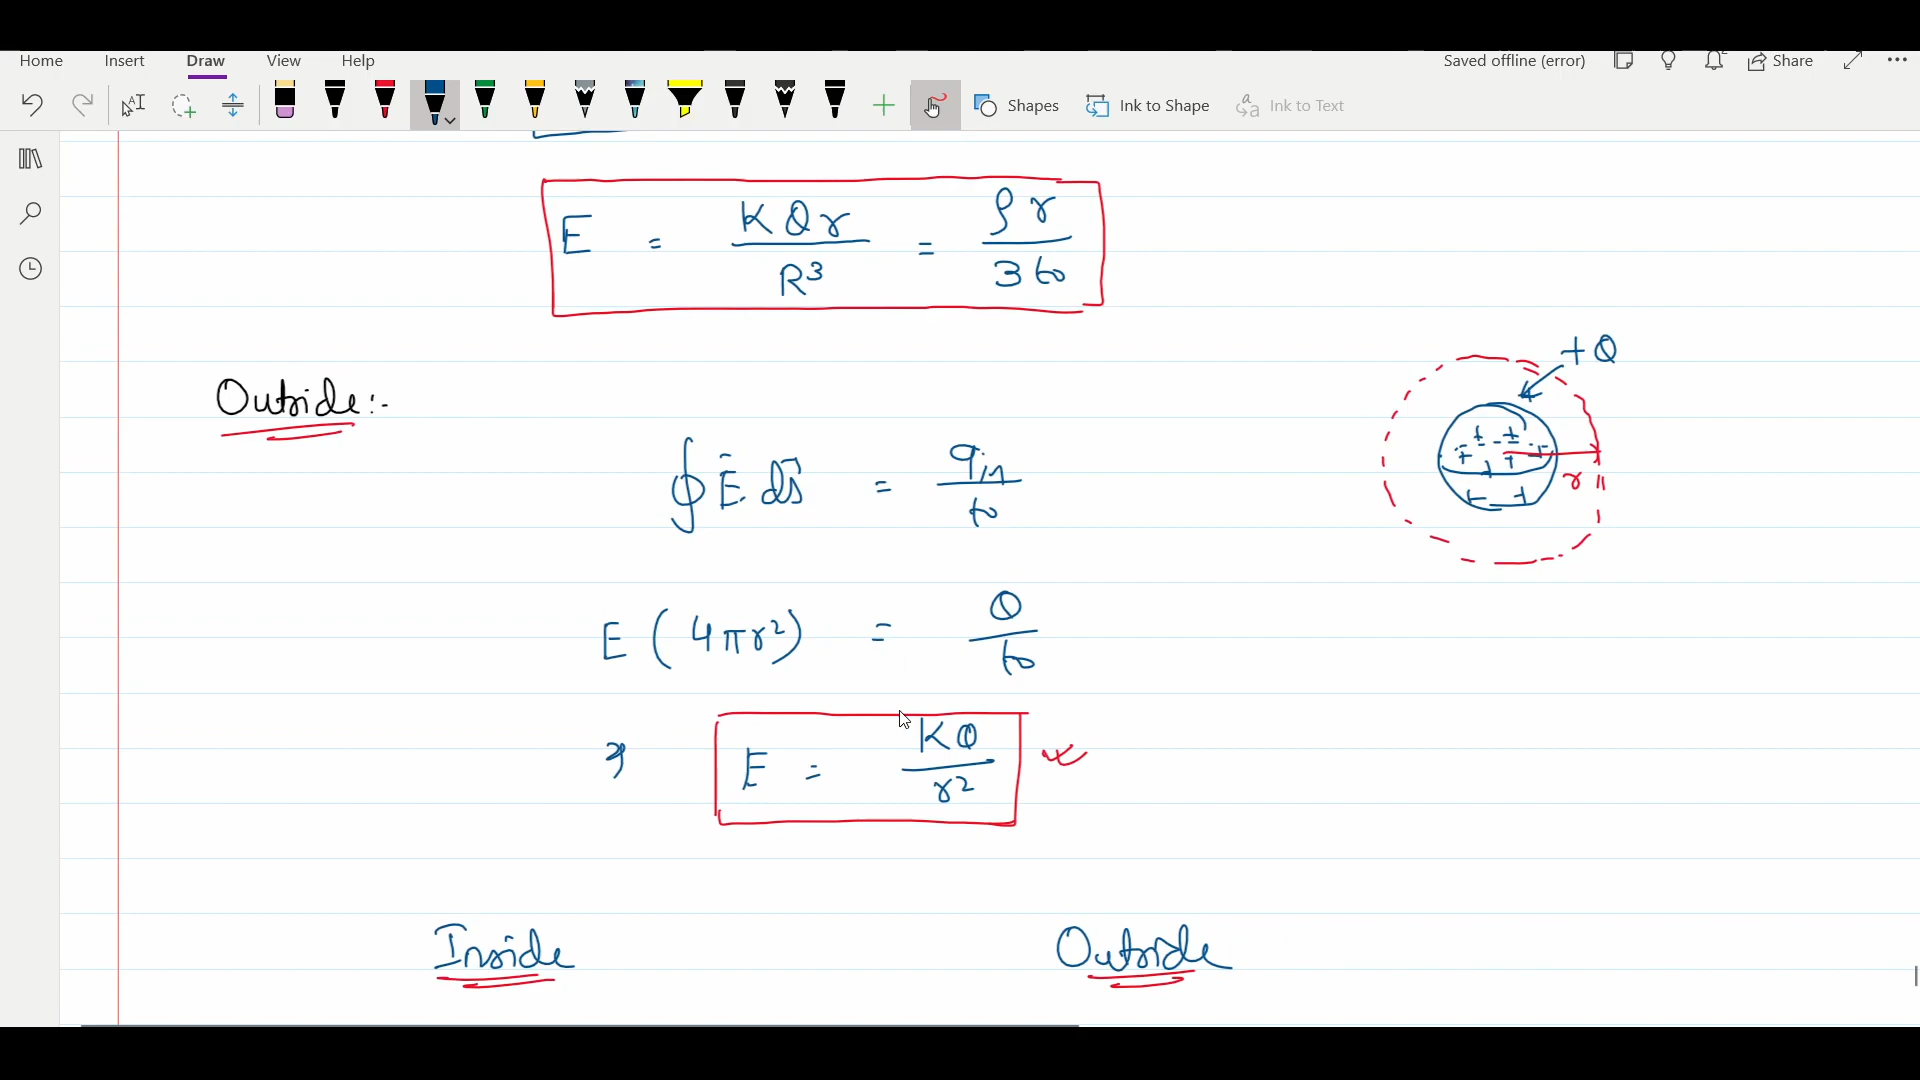 Home Insert Draw View Help Saved offline (error) Share
Shapes Ink to Shape Ink to Text
E = KQr/R³ = ρr/3ε₀
+Q
Outside:-
∮ E⃗. ds⃗ = q_in/ε₀
r
E (4πr²) = Q/ε₀
⇒ E = KQ/r²
Inside Outside